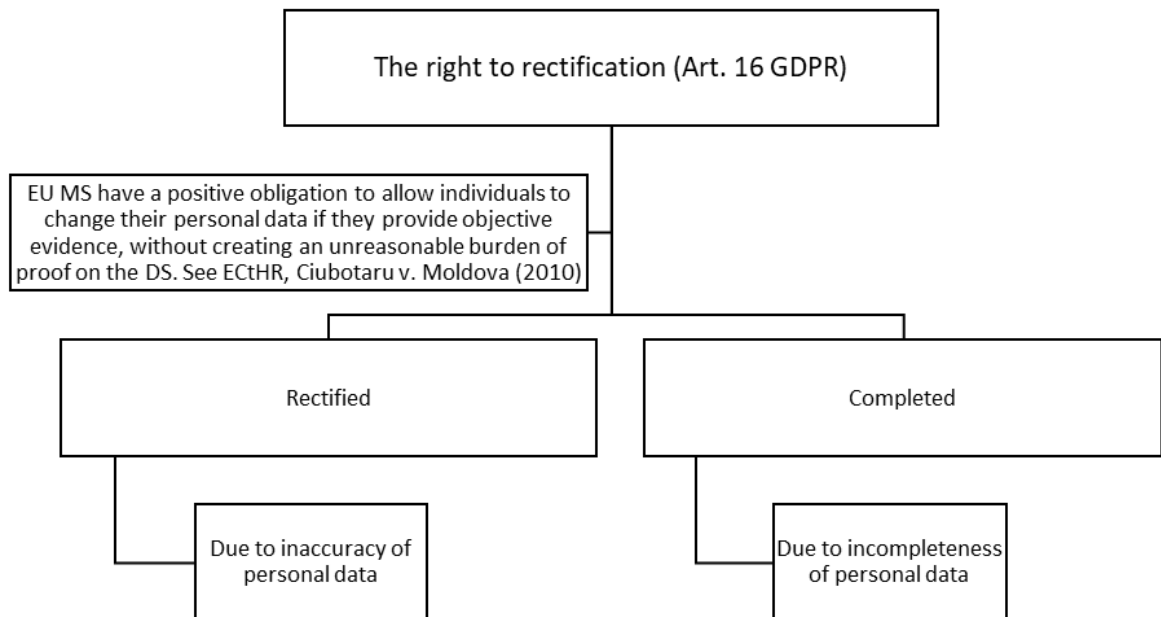 The right to rectification (Art. 16 GDPR)
EU MS have a positive obligation to allow individuals to
change their personal data if they provide objective
evidence, without creating an unreasonable burden of
proof on the DS. See ECtHR, Ciubotaru v. Moldova (2010)
Rectified
Completed
Due to inaccuracy of
personal data
Due to incompleteness
of personal data